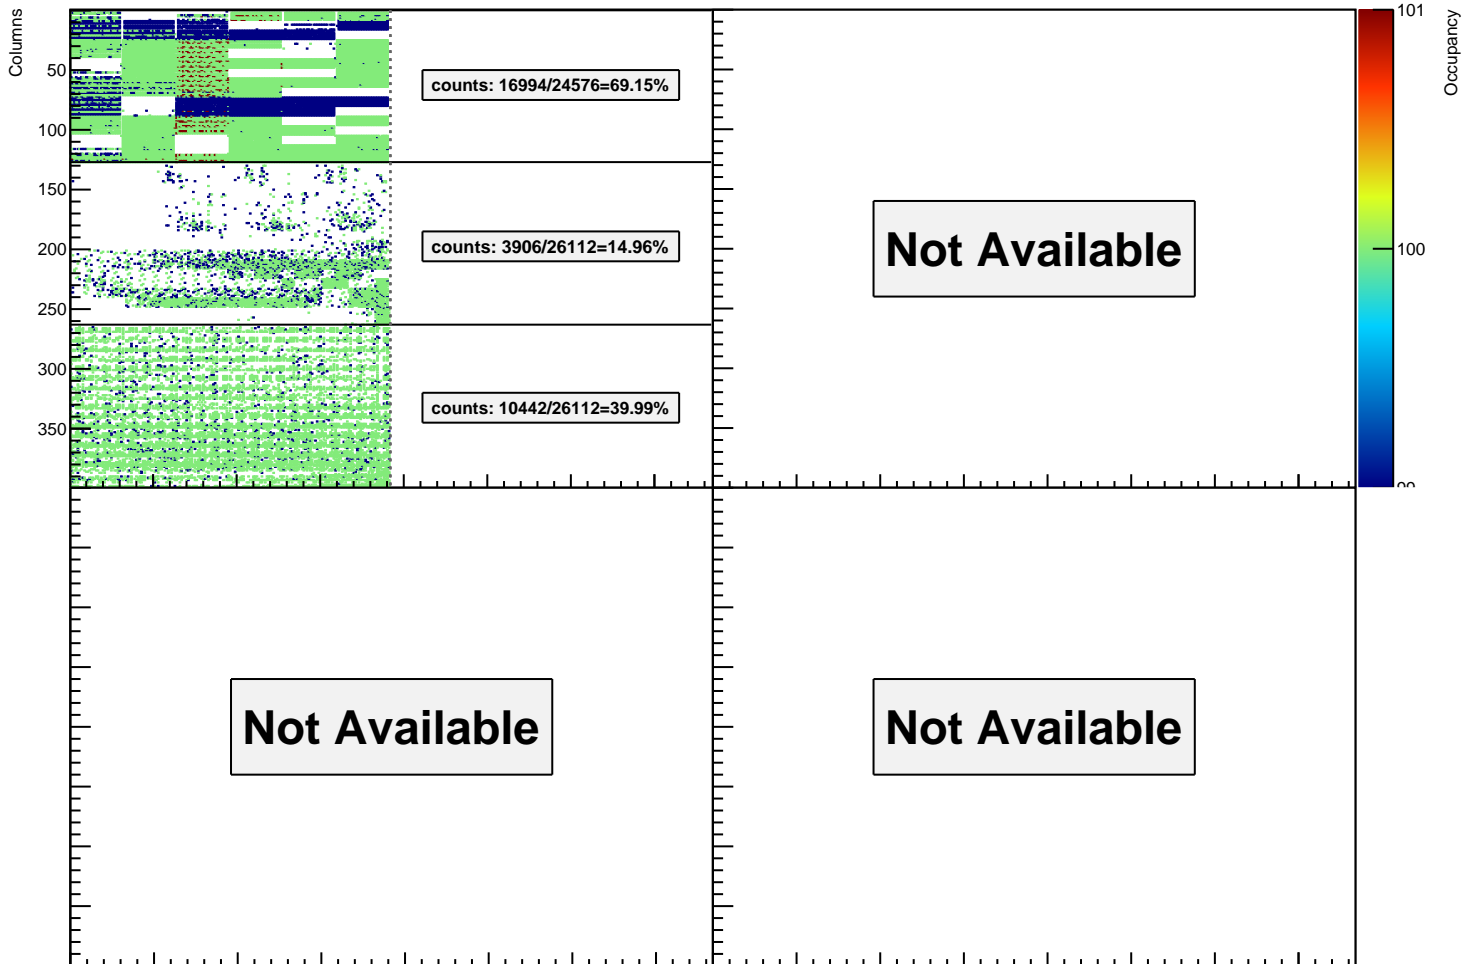 Columns
50
100
150
200
250
300
350
counts: 16994/24576=69.15%
counts: 3906/26112=14.96%
counts: 10442/26112=39.99%
Not Available
101
100
99
Occupancy
Not Available
Not Available